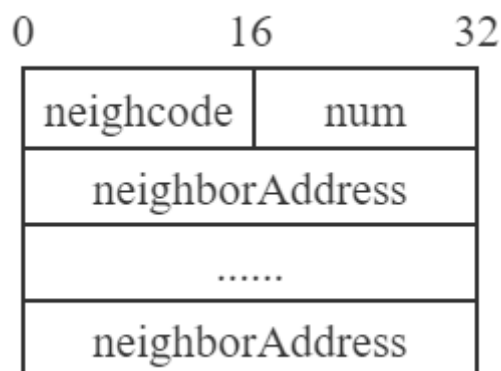 0 16 32
neighcode num
neighborAddress
......
neighborAddress